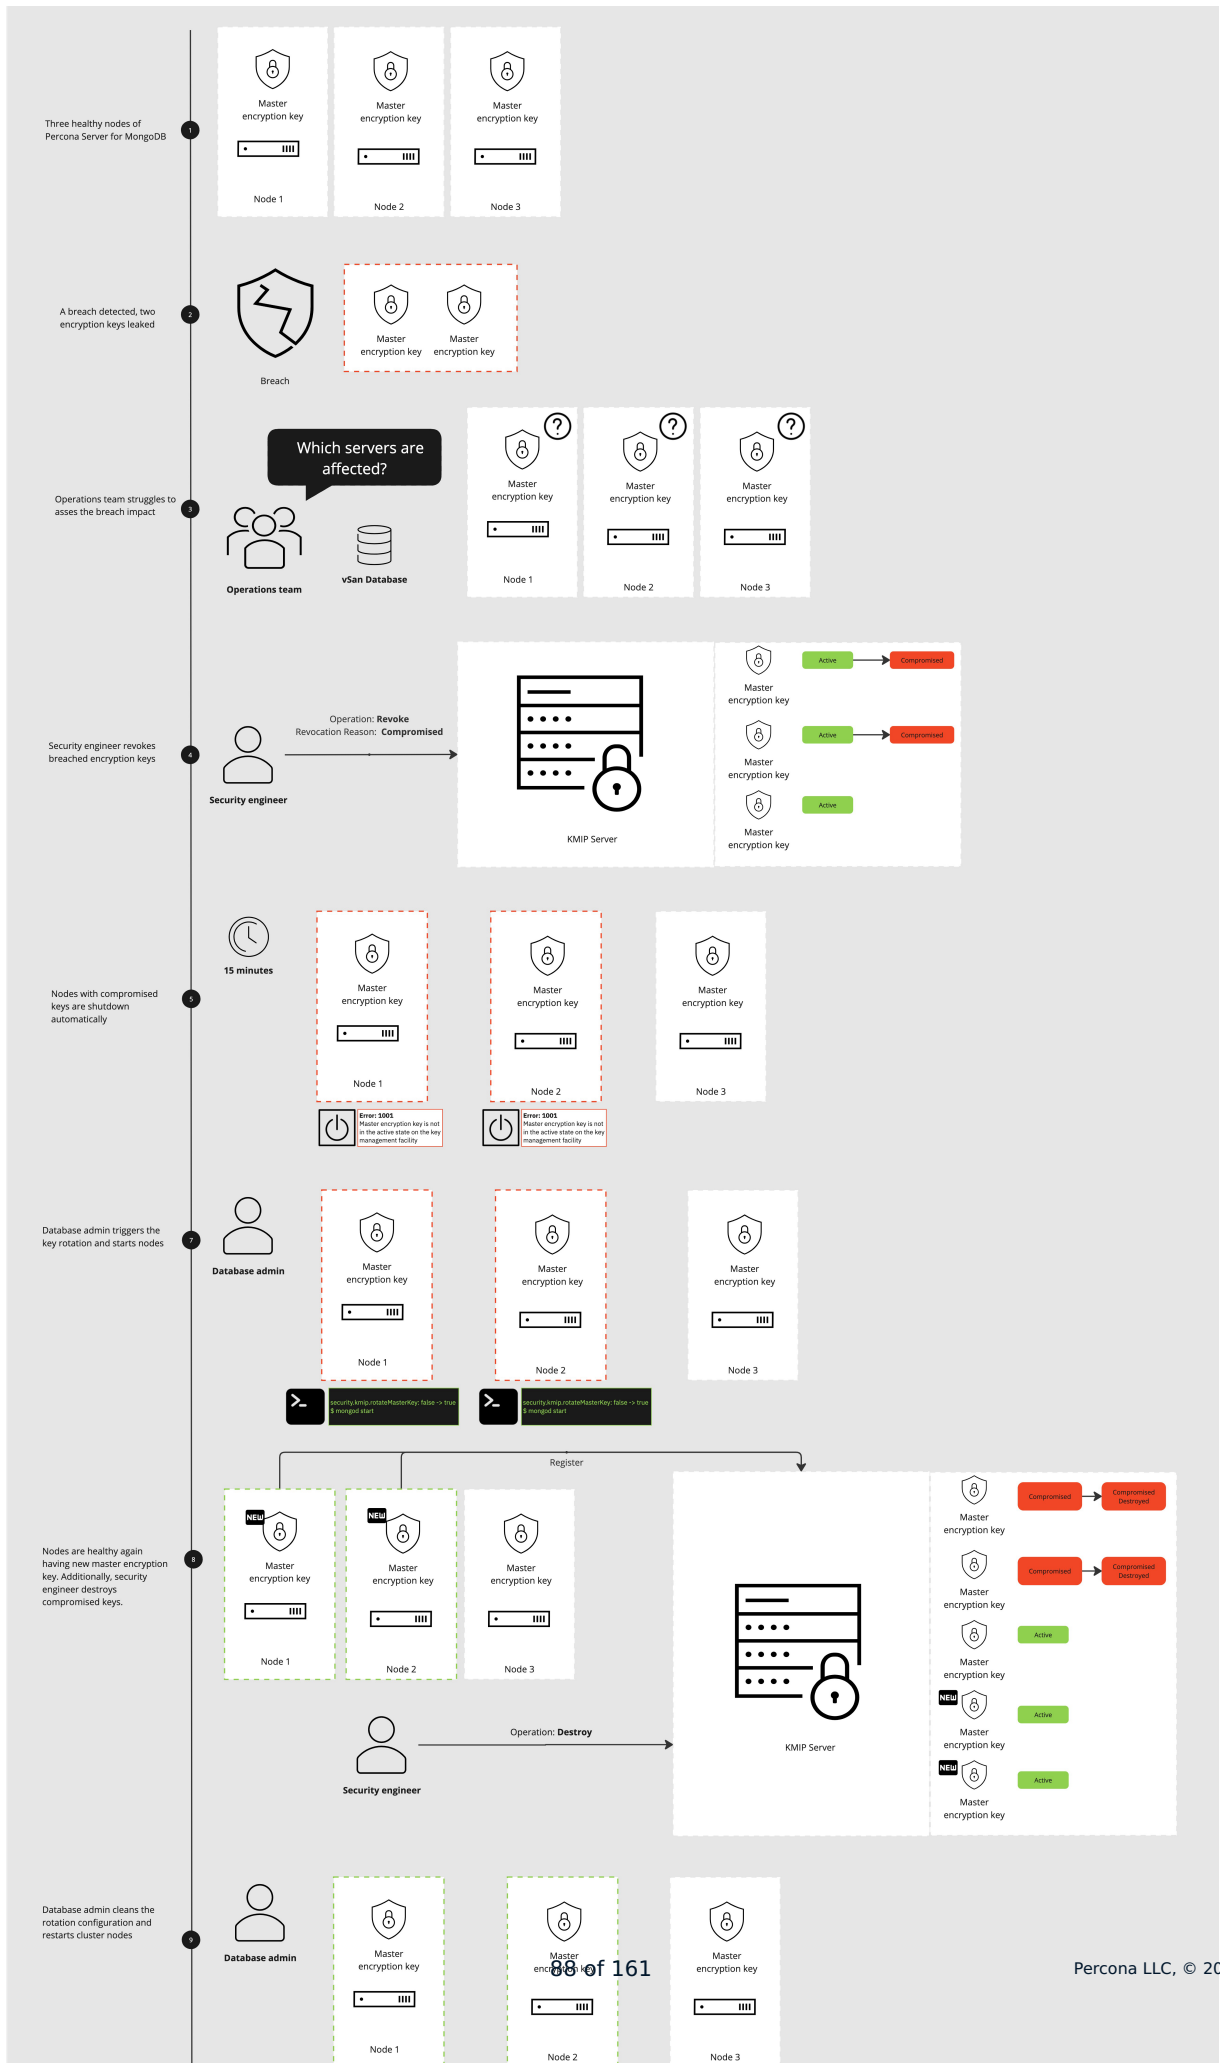 Three healthy nodes of
Percona Server for MongoDB
1
Master
encryption key
Node 1
Master
encryption key
Node 2
Master
encryption key
Node 3
A breach detected, two
encryption keys leaked
2
Breach
Master
encryption key
Master
encryption key
Operations team struggles to
asses the breach impact
3
Which servers are
affected?
Operations team
vSan Database
?
Master
encryption key
Node 1
?
Master
encryption key
Node 2
?
Master
encryption key
Node 3
Security engineer revokes
breached encryption keys
4
Security engineer
Operation: Revoke
Revocation Reason: Compromised
KMIP Server
Master
encryption key
Active
Compromised
Master
encryption key
Active
Compromised
Master
encryption key
Active
Nodes with compromised
keys are shutdown
automatically
5
15 minutes
Master
encryption key
Node 1
Error: 1001
Master encryption key is not
in the active state on the key
management facility
Master
encryption key
Node 2
Error: 1001
Master encryption key is not
in the active state on the key
management facility
Master
encryption key
Node 3
Database admin triggers the
key rotation and starts nodes
7
Database admin
Master
encryption key
Node 1
security.kmip.rotateMasterKey: false -> true
$ mongod start
Master
encryption key
Node 2
security.kmip.rotateMasterKey: false -> true
$ mongod start
Master
encryption key
Node 3
Register
Nodes are healthy again
having new master encryption
key. Additionally, security
engineer destroys
compromised keys.
8
NEW
Master
encryption key
Node 1
NEW
Master
encryption key
Node 2
Master
encryption key
Node 3
Security engineer
Operation: Destroy
KMIP Server
Master
encryption key
Compromised
Compromised
Destroyed
Master
encryption key
Compromised
Compromised
Destroyed
Master
encryption key
Active
NEW
Master
encryption key
Active
NEW
Master
encryption key
Active
Database admin cleans the
rotation configuration and
restarts cluster nodes
9
Database admin
Master
encryption key
Node 1
Master
encryption key
Node 2
Master
encryption key
Node 3
88 of 161
Percona LLC, © 20